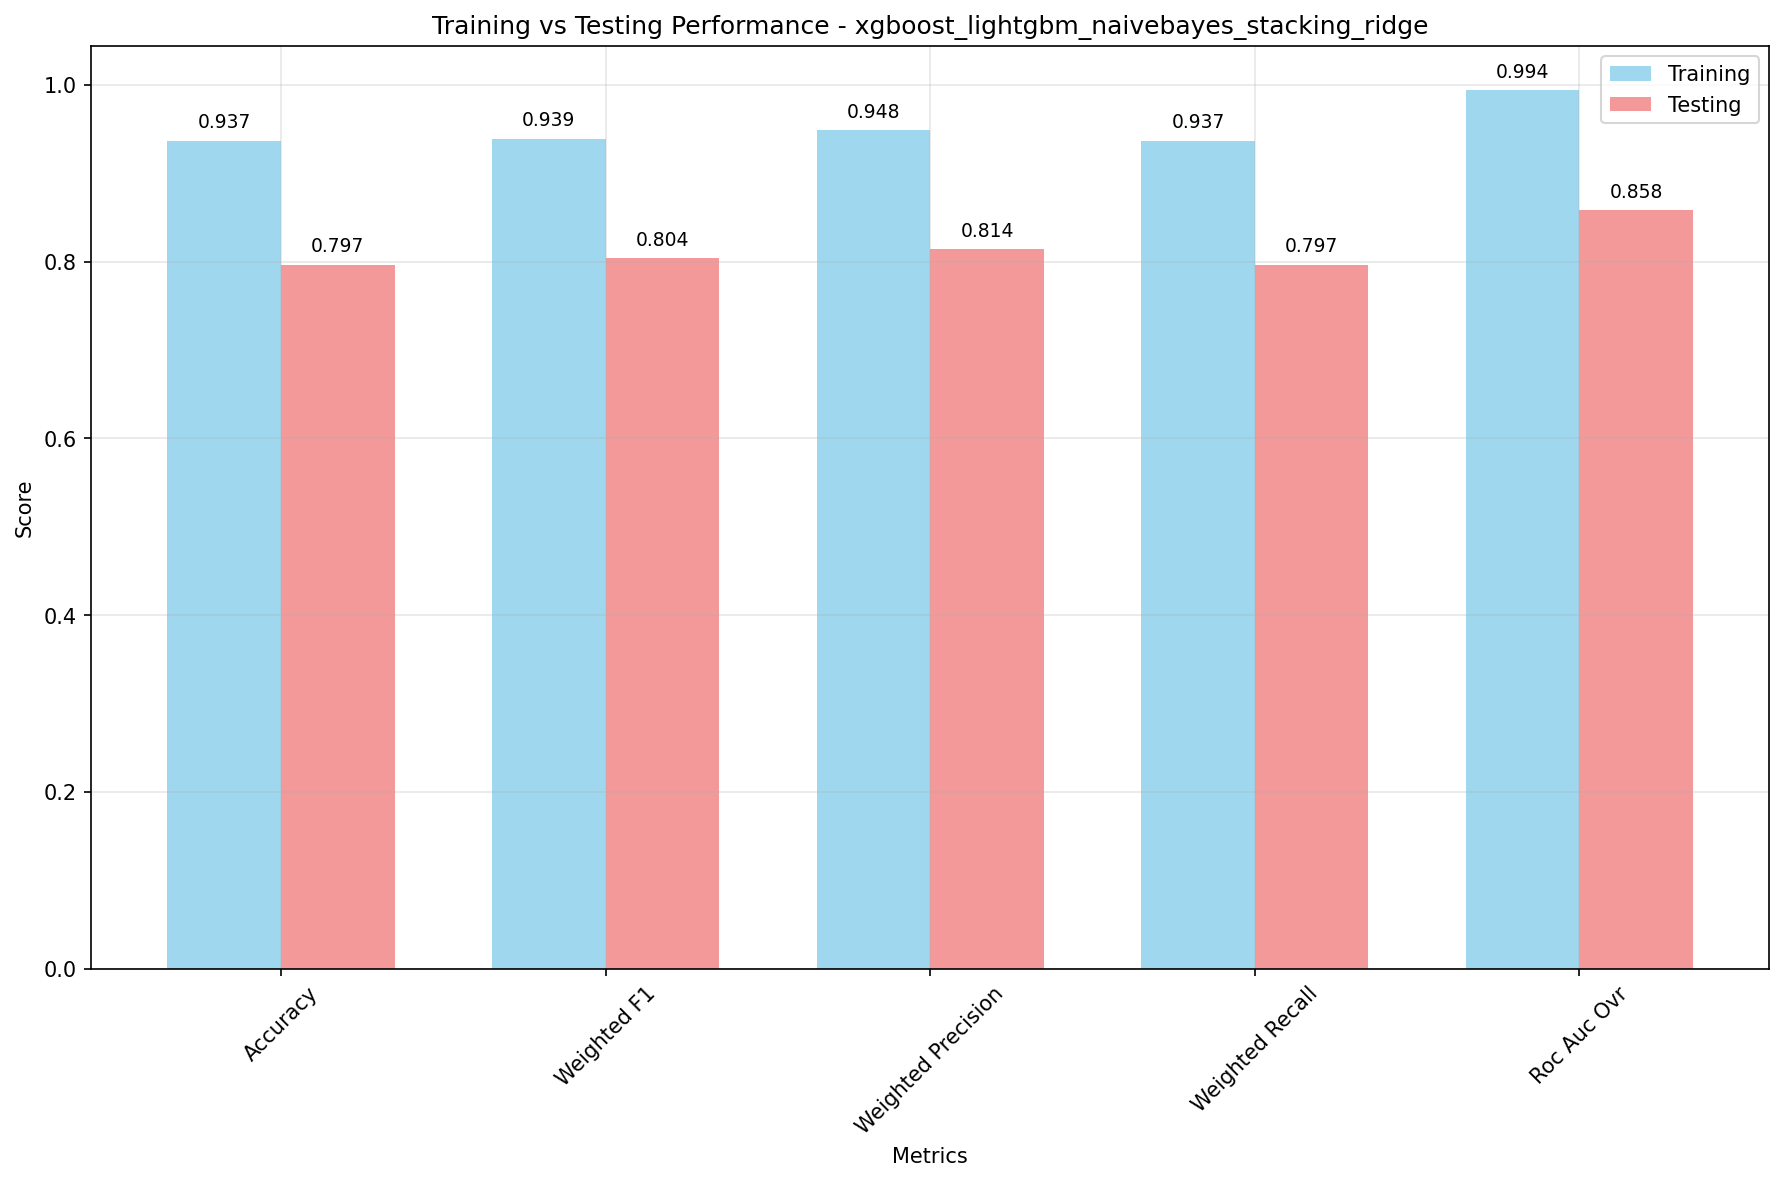 Training vs Testing Performance - xgboost_lightgbm_naivebayes_stacking_ridge
Training
Testing
1.0
0.8
0.6
0.4
0.2
0.0
Score
0.937
0.797
0.939
0.804
0.948
0.814
0.937
0.797
0.994
0.858
Accuracy
Weighted F1
Weighted Precision
Weighted Recall
Roc Auc Ovr
Metrics